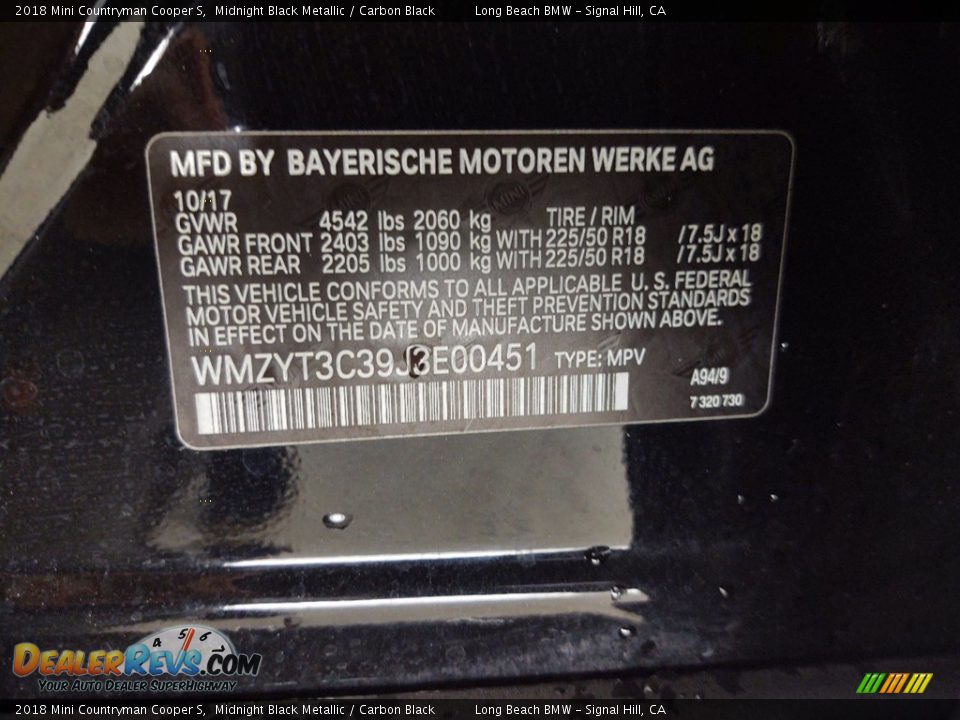 2018 Mini Countryman Cooper S, Midnight Black Metallic / Carbon Black Long Beach BMW - Signal Hill, CA
MFD BY BAYERISCHE MOTOREN WERKE AG
MINI
10/17
GVWR 4542 lbs 2060 kg TIRE / RIM
GAWR FRONT 2403 lbs 1090 kg WITH 225/50 R18 /7.5J x 18
GAWR REAR 2205 lbs 1000 kg WITH 225/50 R18 /7.5J x 18
THIS VEHICLE CONFORMS TO ALL APPLICABLE U. S. FEDERAL
MOTOR VEHICLE SAFETY AND THEFT PREVENTION STANDARDS
IN EFFECT ON THE DATE OF MANUFACTURE SHOWN ABOVE.
WMZYT3C39J3E00451 TYPE: MPV
A94/9
7 320 730
4 5 6
DEALERREVS.COM
YOUR AUTO DEALER SUPERHIGHWAY
2018 Mini Countryman Cooper S, Midnight Black Metallic / Carbon Black Long Beach BMW - Signal Hill, CA